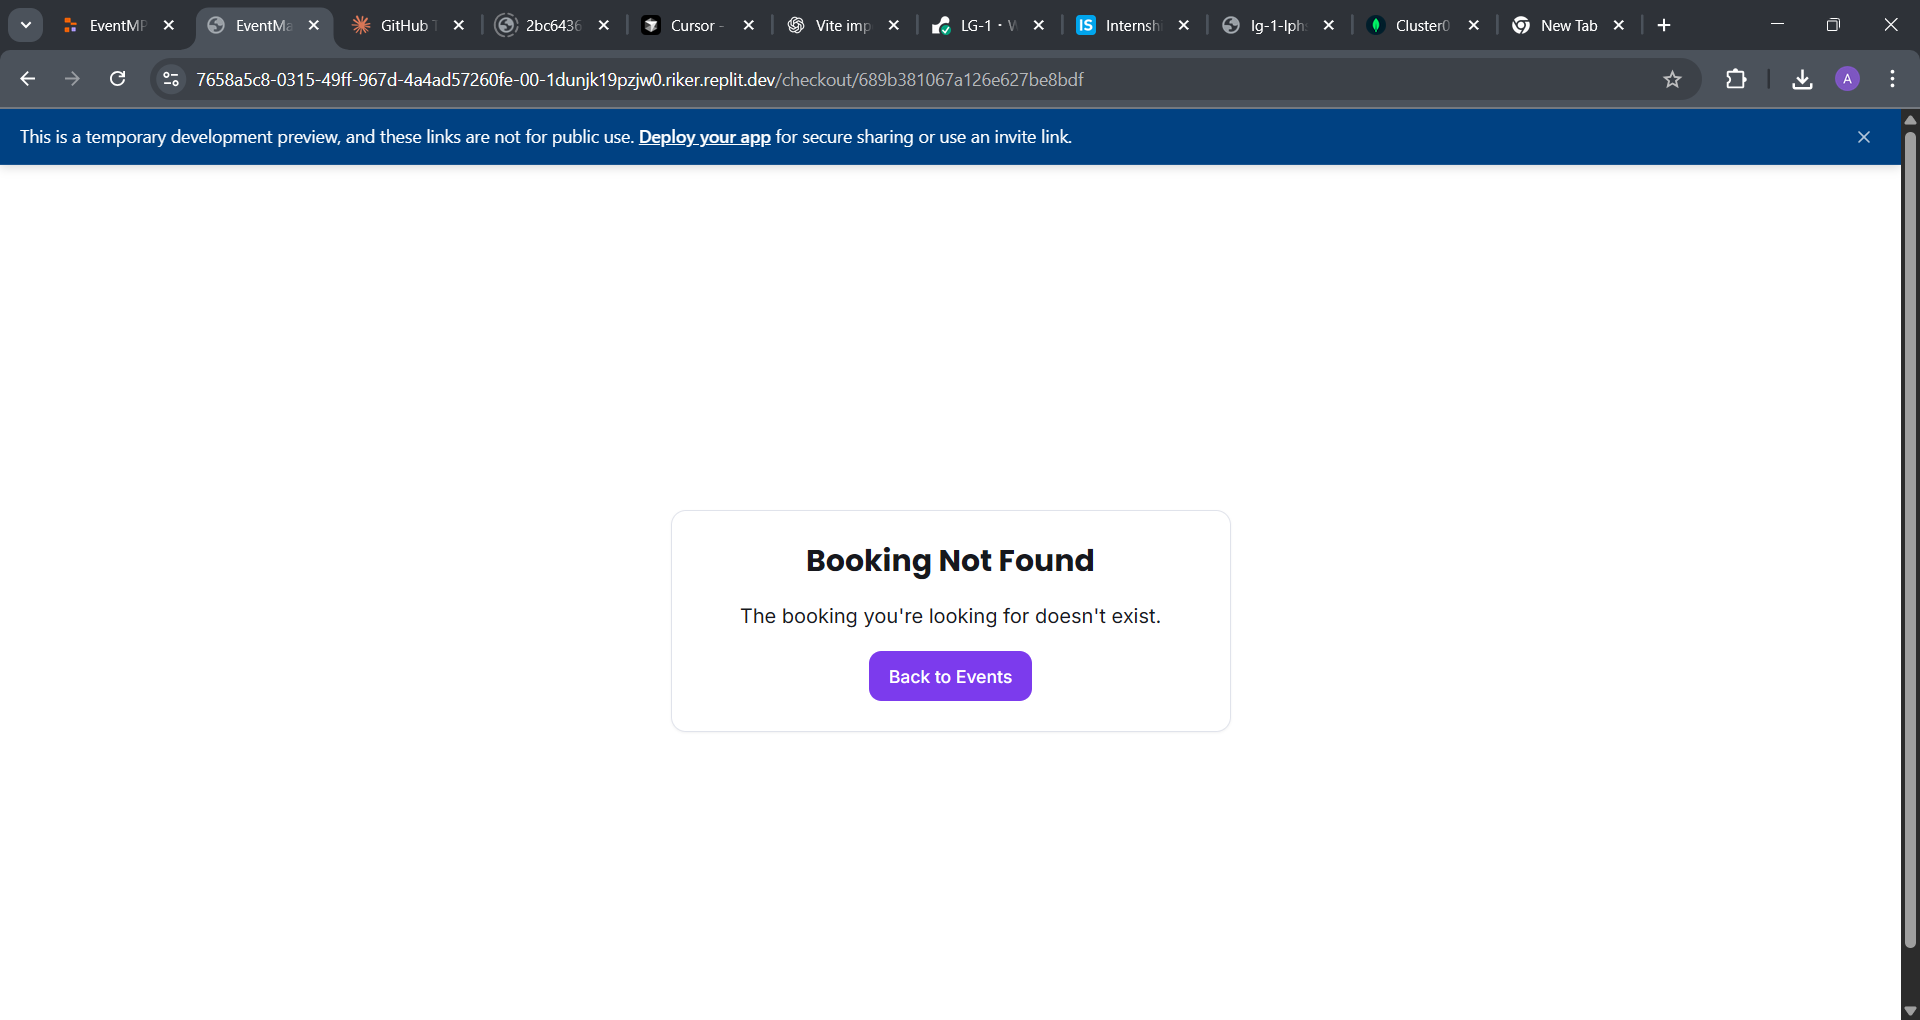 EventMP
EventMa
GitHub T
2bc6436
Cursor -
Vite imp
LG-1 · W
IS
Internshi
lg-1-lphs
Cluster0
New Tab
7658a5c8-0315-49ff-967d-4a4ad57260fe-00-1dunjk19pzjw0.riker.replit.dev/checkout/689b381067a126e627be8bdf
A
This is a temporary development preview, and these links are not for public use. Deploy your app for secure sharing or use an invite link.
Booking Not Found
The booking you're looking for doesn't exist.
Back to Events